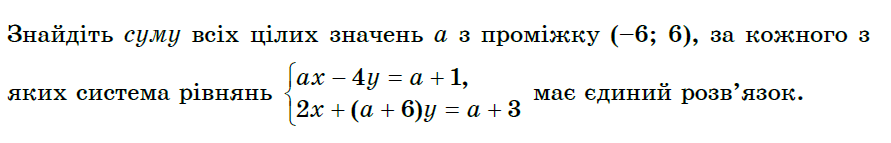 Знайдіть суму всіх цілих значень a з проміжку (−6; 6), за кожного з
яких система рівнянь { ax − 4y = a + 1, має єдиний розв’язок.
2x + (a + 6)y = a + 3